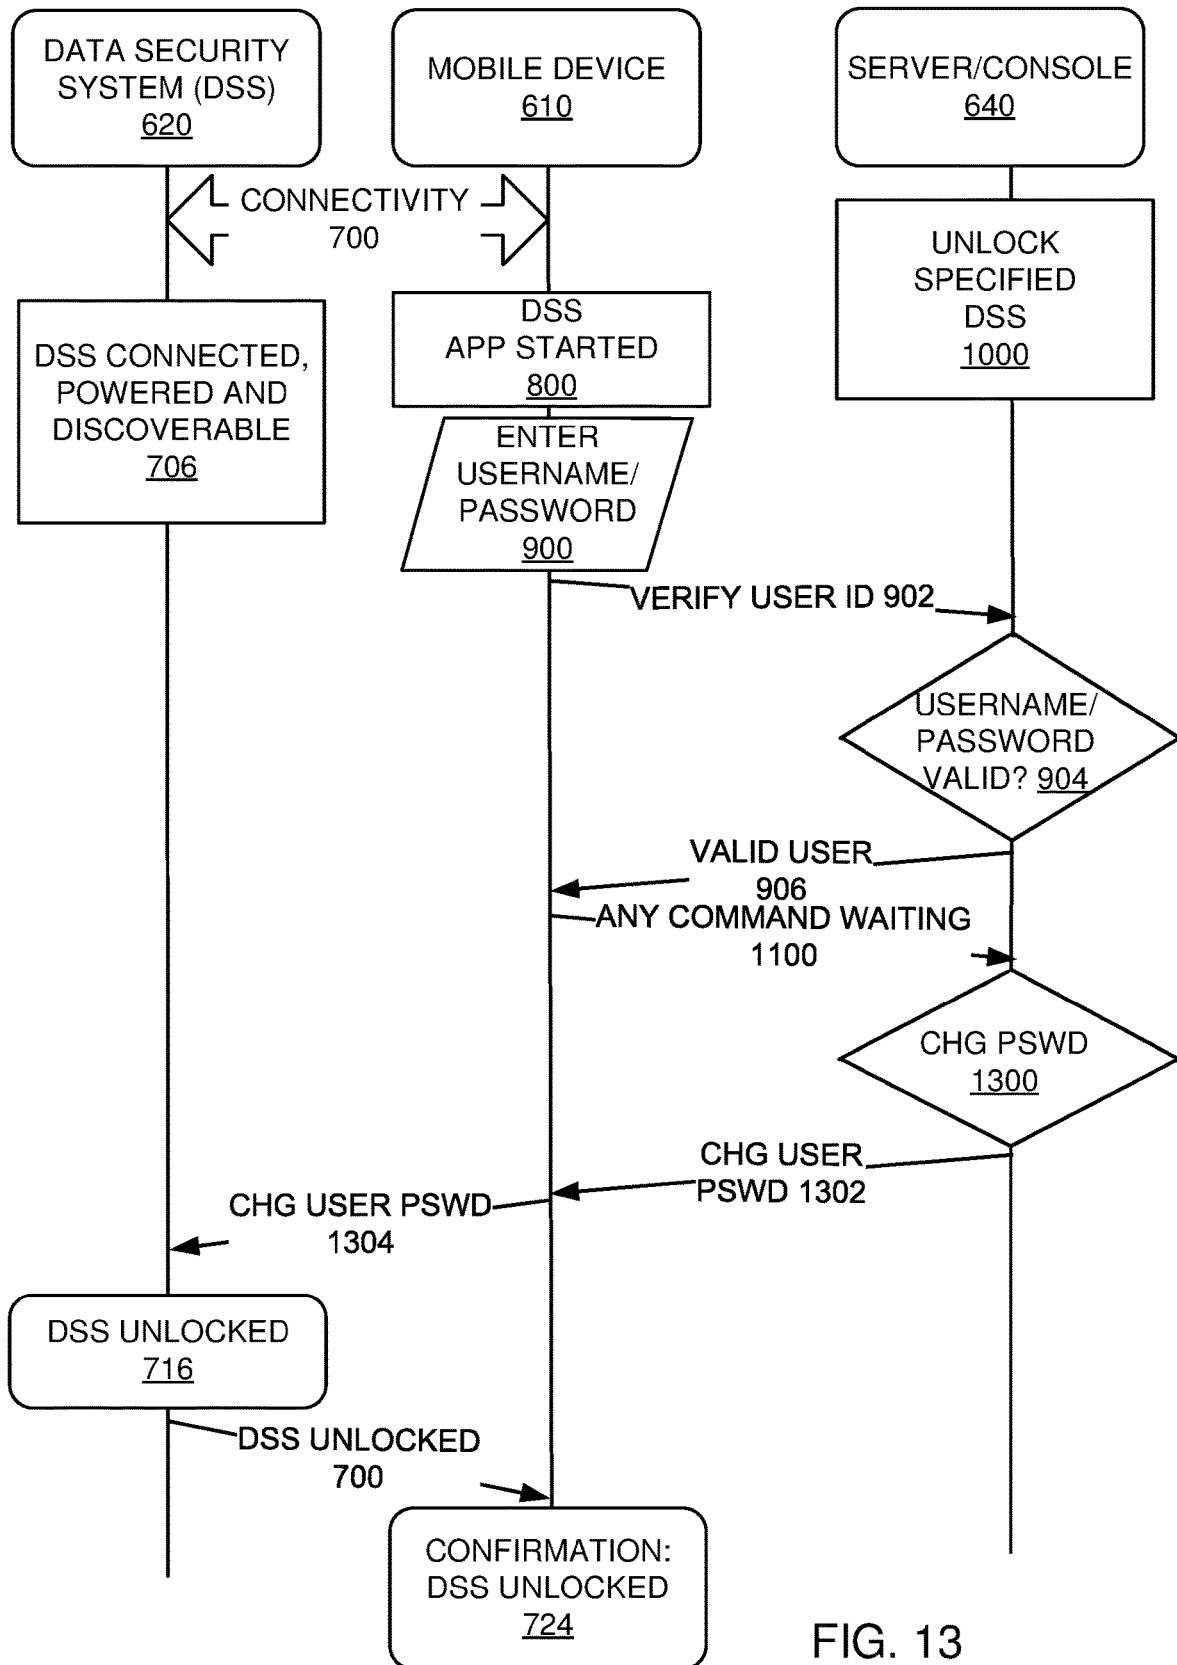 DATA SECURITY
SYSTEM (DSS)
620
MOBILE DEVICE
610
SERVER/CONSOLE
640
CONNECTIVITY
700
UNLOCK
SPECIFIED
DSS
1000
DSS CONNECTED,
POWERED AND
DISCOVERABLE
706
DSS
APP STARTED
800
ENTER
USERNAME/
PASSWORD
900
VERIFY USER ID 902
USERNAME/
PASSWORD
VALID? 904
VALID USER
906
ANY COMMAND WAITING
1100
CHG PSWD
1300
CHG USER
PSWD 1302
CHG USER PSWD
1304
DSS UNLOCKED
716
DSS UNLOCKED
700
CONFIRMATION:
DSS UNLOCKED
724
FIG. 13